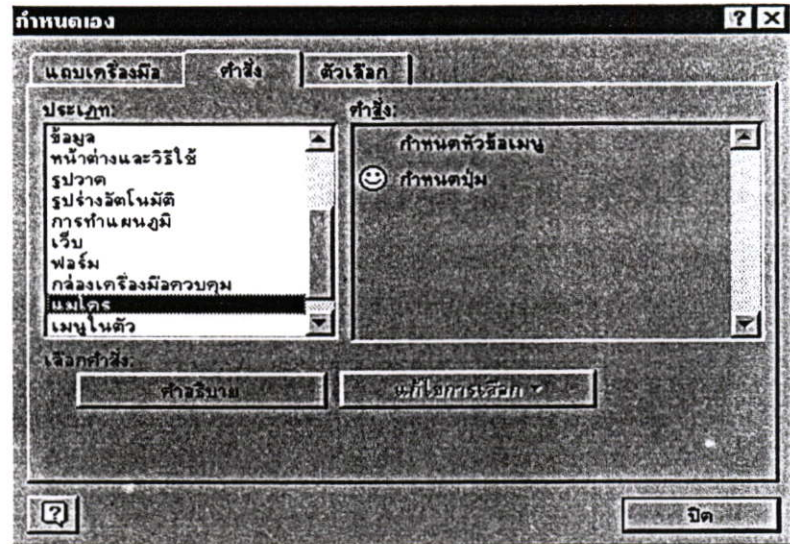 กำหนดเอง
แถบเครื่องมือ
คำสั่ง
ตัวเลือก
ประเภท:
คำสั่ง:
ข้อมูล
หน้าต่างและวิธีใช้
รูปวาด
รูปร่างอัตโนมัติ
การทำแผนภูมิ
เว็บ
ฟอร์ม
กล่องเครื่องมือควบคุม
แมโคร
เมนูในตัว
กำหนดหัวข้อเมนู
กำหนดปุ่ม
เลือกคำสั่ง:
คำอธิบาย
แก้ไขการเลือก
ปิด